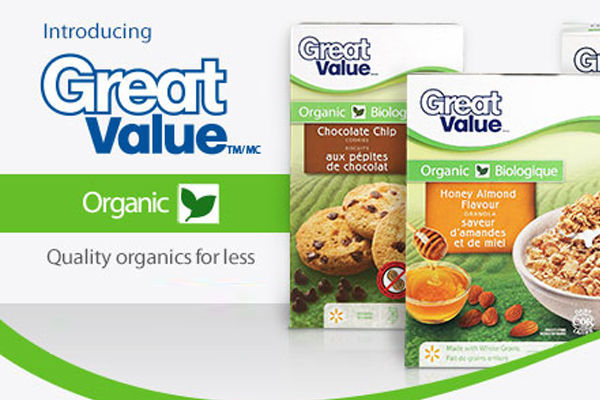 Introducing
Great
Value TM/MC
Organic
Quality organics for less
Great
Value
Organic Biologique
Chocolate Chip
COOKIES
BISCUITS
aux pépites
de chocolat
Great
Value
Organic Biologique
Honey Almond
Flavour
GRANOLA
saveur
d'amandes
et de miel
Made with Whole Grains
Fait de grains entiers